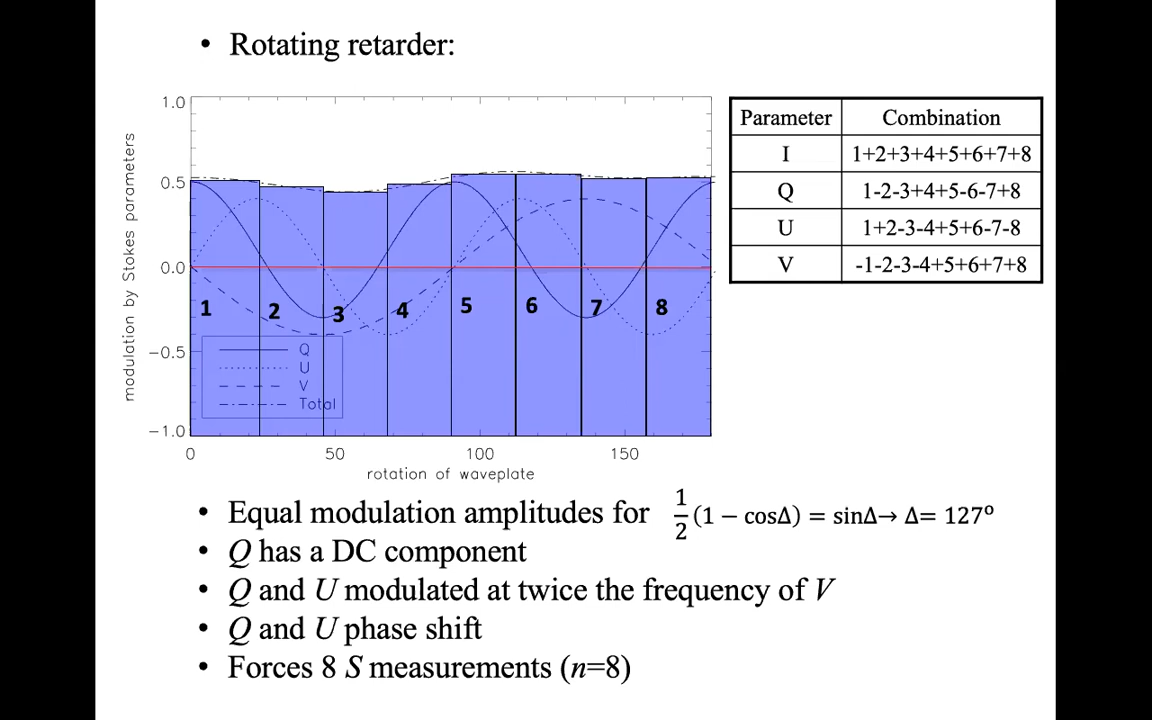 • Rotating retarder:
modulation by Stokes parameters
1.0
0.5
0.0
−0.5
−1.0
1 2 3 4 5 6 7 8
Q
U
V
Total
0 50 100 150
rotation of waveplate
Parameter Combination
I 1+2+3+4+5+6+7+8
Q 1-2-3+4+5-6-7+8
U 1+2-3-4+5+6-7-8
V -1-2-3-4+5+6+7+8
• Equal modulation amplitudes for ½(1 − cosΔ) = sinΔ→ Δ= 127º
• Q has a DC component
• Q and U modulated at twice the frequency of V
• Q and U phase shift
• Forces 8 S measurements (n=8)